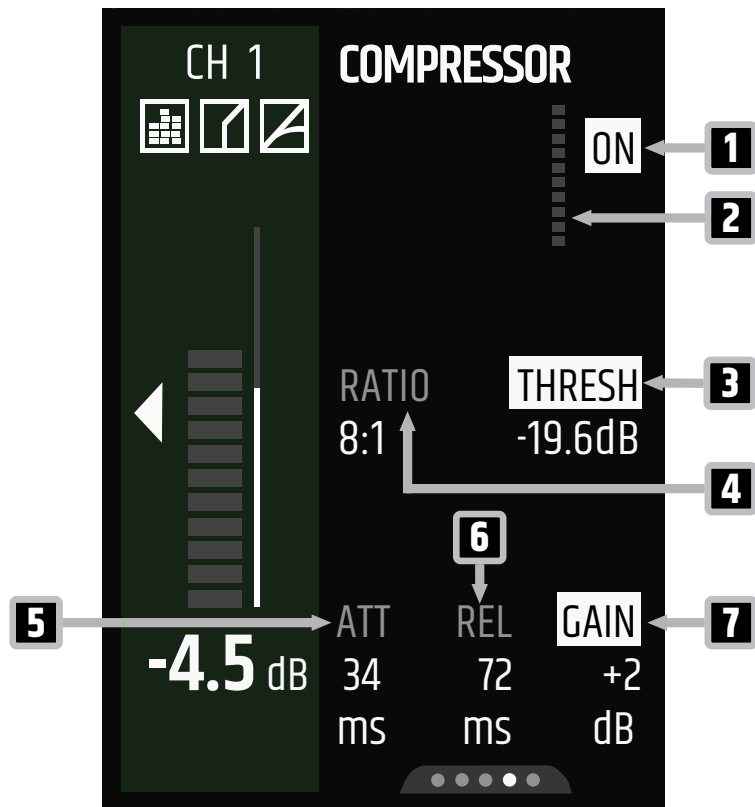 CH 1
COMPRESSOR
ON
1
2
RATIO
THRESH
3
8:1
-19.6dB
4
6
5
ATT
REL
GAIN
7
-4.5 dB
34
72
+2
ms
ms
dB